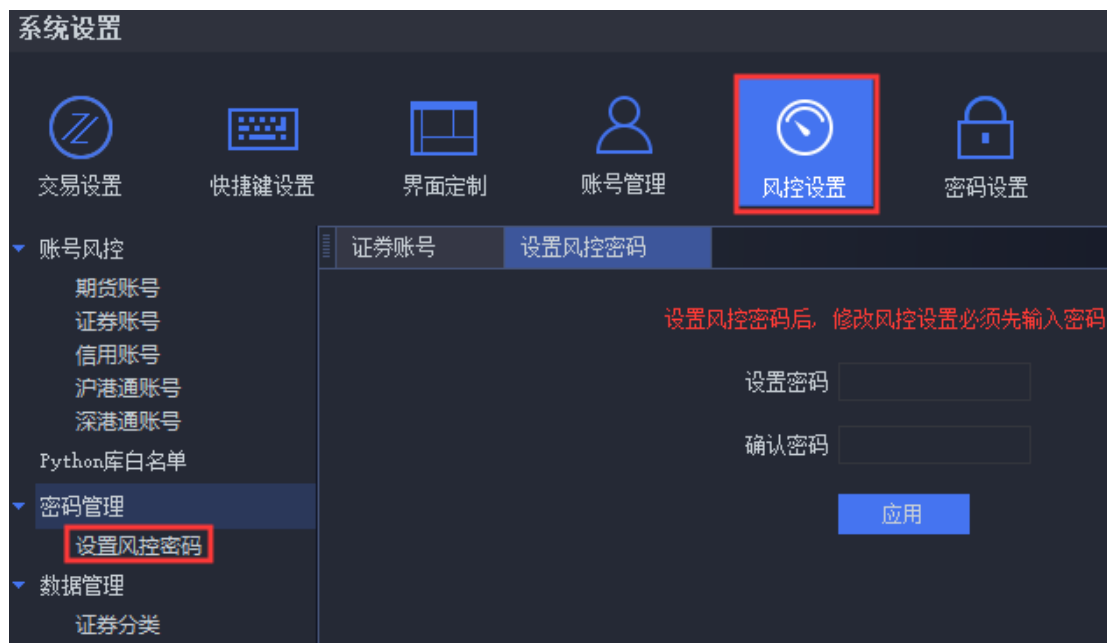 系统设置
交易设置 快捷键设置 界面定制 账号管理 风控设置 密码设置
账号风控
期货账号
证券账号
信用账号
沪港通账号
深港通账号
Python库白名单
密码管理
设置风控密码
数据管理
证券分类
证券账号 设置风控密码
设置风控密码后, 修改风控设置必须先输入密码
设置密码
确认密码
应用